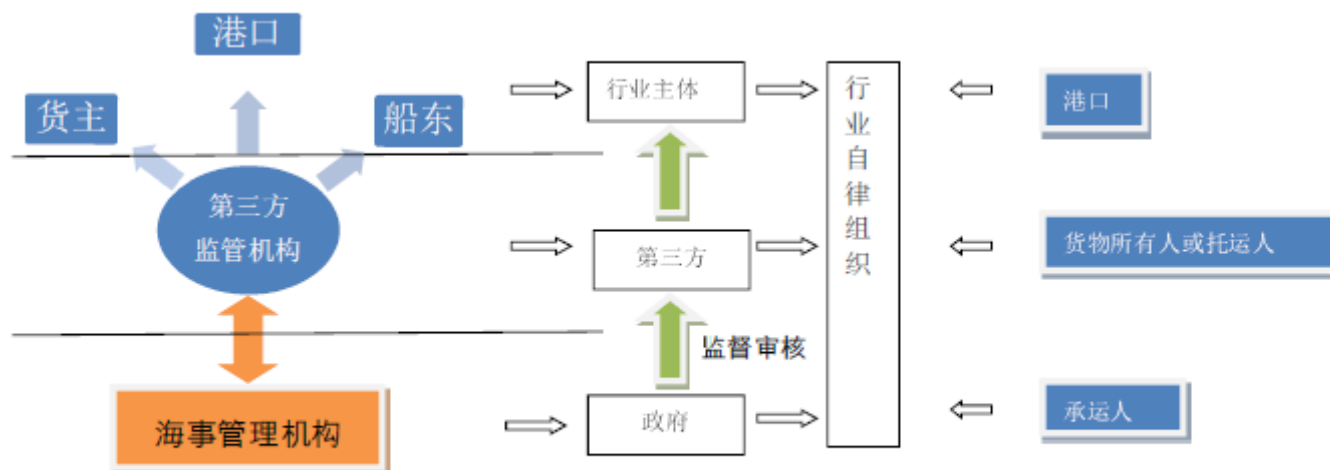 港口
货主
船东
第三方
监管机构
海事管理机构
行业主体
第三方
监督审核
政府
行业自律组织
港口
货物所有人或托运人
承运人